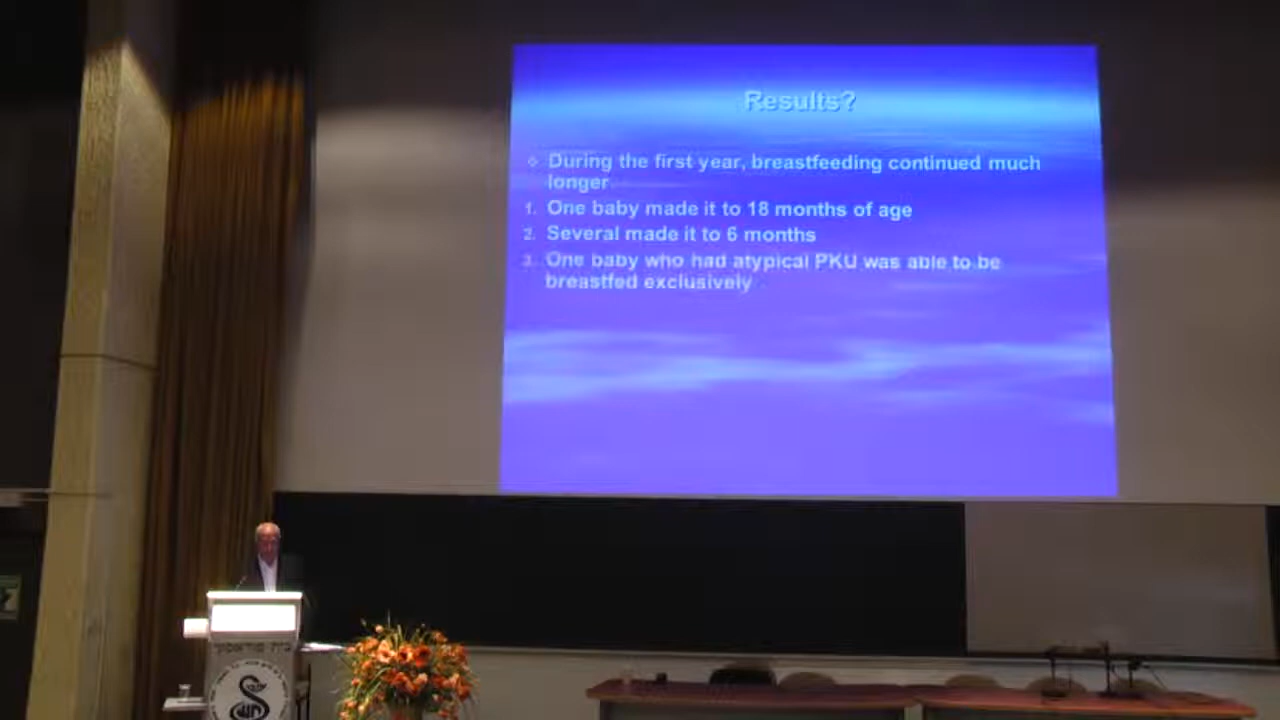 Results?
During the first year, breastfeeding continued much
longer
1. One baby made it to 18 months of age
2. Several made it to 6 months
3. One baby who had atypical PKU was able to be
breastfed exclusively